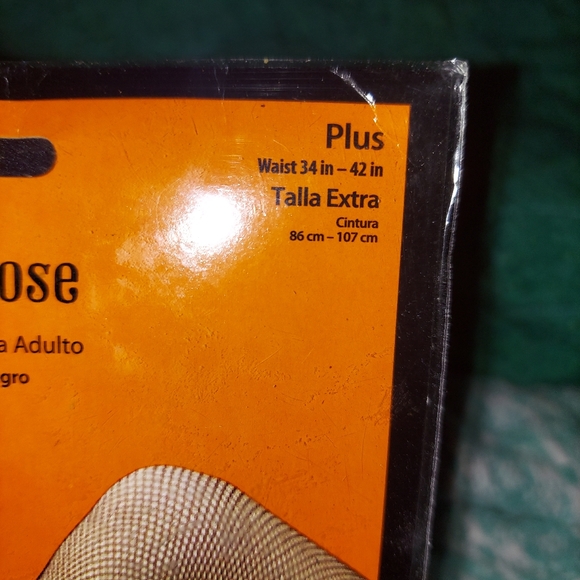 Plus
Waist 34 in – 42 in
Talla Extra
Cintura
86 cm – 107 cm
ose
a Adulto
gro